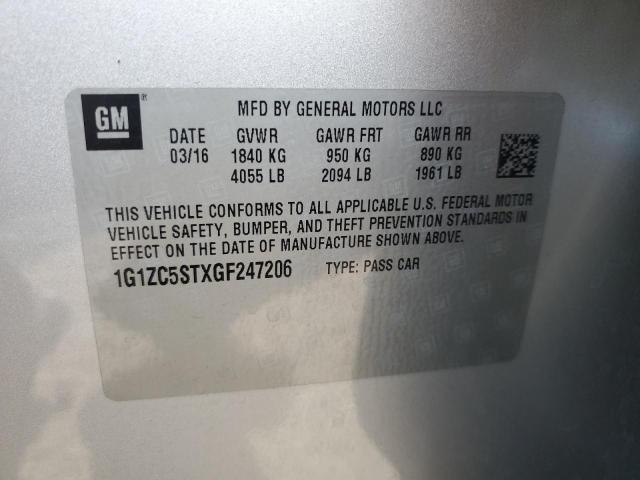 GM ®
MFD BY GENERAL MOTORS LLC
DATE GVWR GAWR FRT GAWR RR
03/16 1840 KG 950 KG 890 KG
4055 LB 2094 LB 1961 LB
THIS VEHICLE CONFORMS TO ALL APPLICABLE U.S. FEDERAL MOTOR
VEHICLE SAFETY, BUMPER, AND THEFT PREVENTION STANDARDS IN
EFFECT ON THE DATE OF MANUFACTURE SHOWN ABOVE.
1G1ZC5STXGF247206 TYPE: PASS CAR